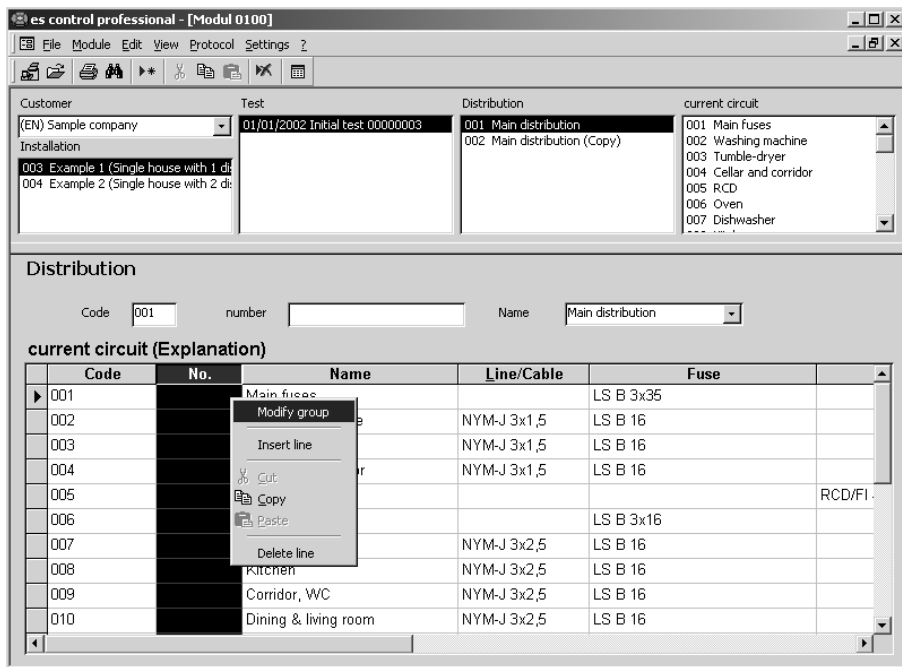 es control professional - [Modul 0100]
File Module Edit View Protocol Settings ?
Customer Test Distribution current circuit
(EN) Sample company
Installation
003 Example 1 (Single house with 1 di
004 Example 2 (Single house with 2 di
01/01/2002 Initial test 00000003
001 Main distribution
002 Main distribution (Copy)
001 Main fuses
002 Washing machine
003 Tumble-dryer
004 Cellar and corridor
005 RCD
006 Oven
007 Dishwasher
Distribution
Code 001 number Name Main distribution
current circuit (Explanation)
Code No. Name Line/Cable Fuse
001 Main fuses LS B 3x35
002 e NYM-J 3x1,5 LS B 16
003 NYM-J 3x1,5 LS B 16
004 or NYM-J 3x1,5 LS B 16
005 RCD/FI
006 LS B 3x16
007 NYM-J 3x2,5 LS B 16
008 Kitchen NYM-J 3x2,5 LS B 16
009 Corridor, WC NYM-J 3x2,5 LS B 16
010 Dining & living room NYM-J 3x2,5 LS B 16
Modify group
Insert line
Cut
Copy
Paste
Delete line